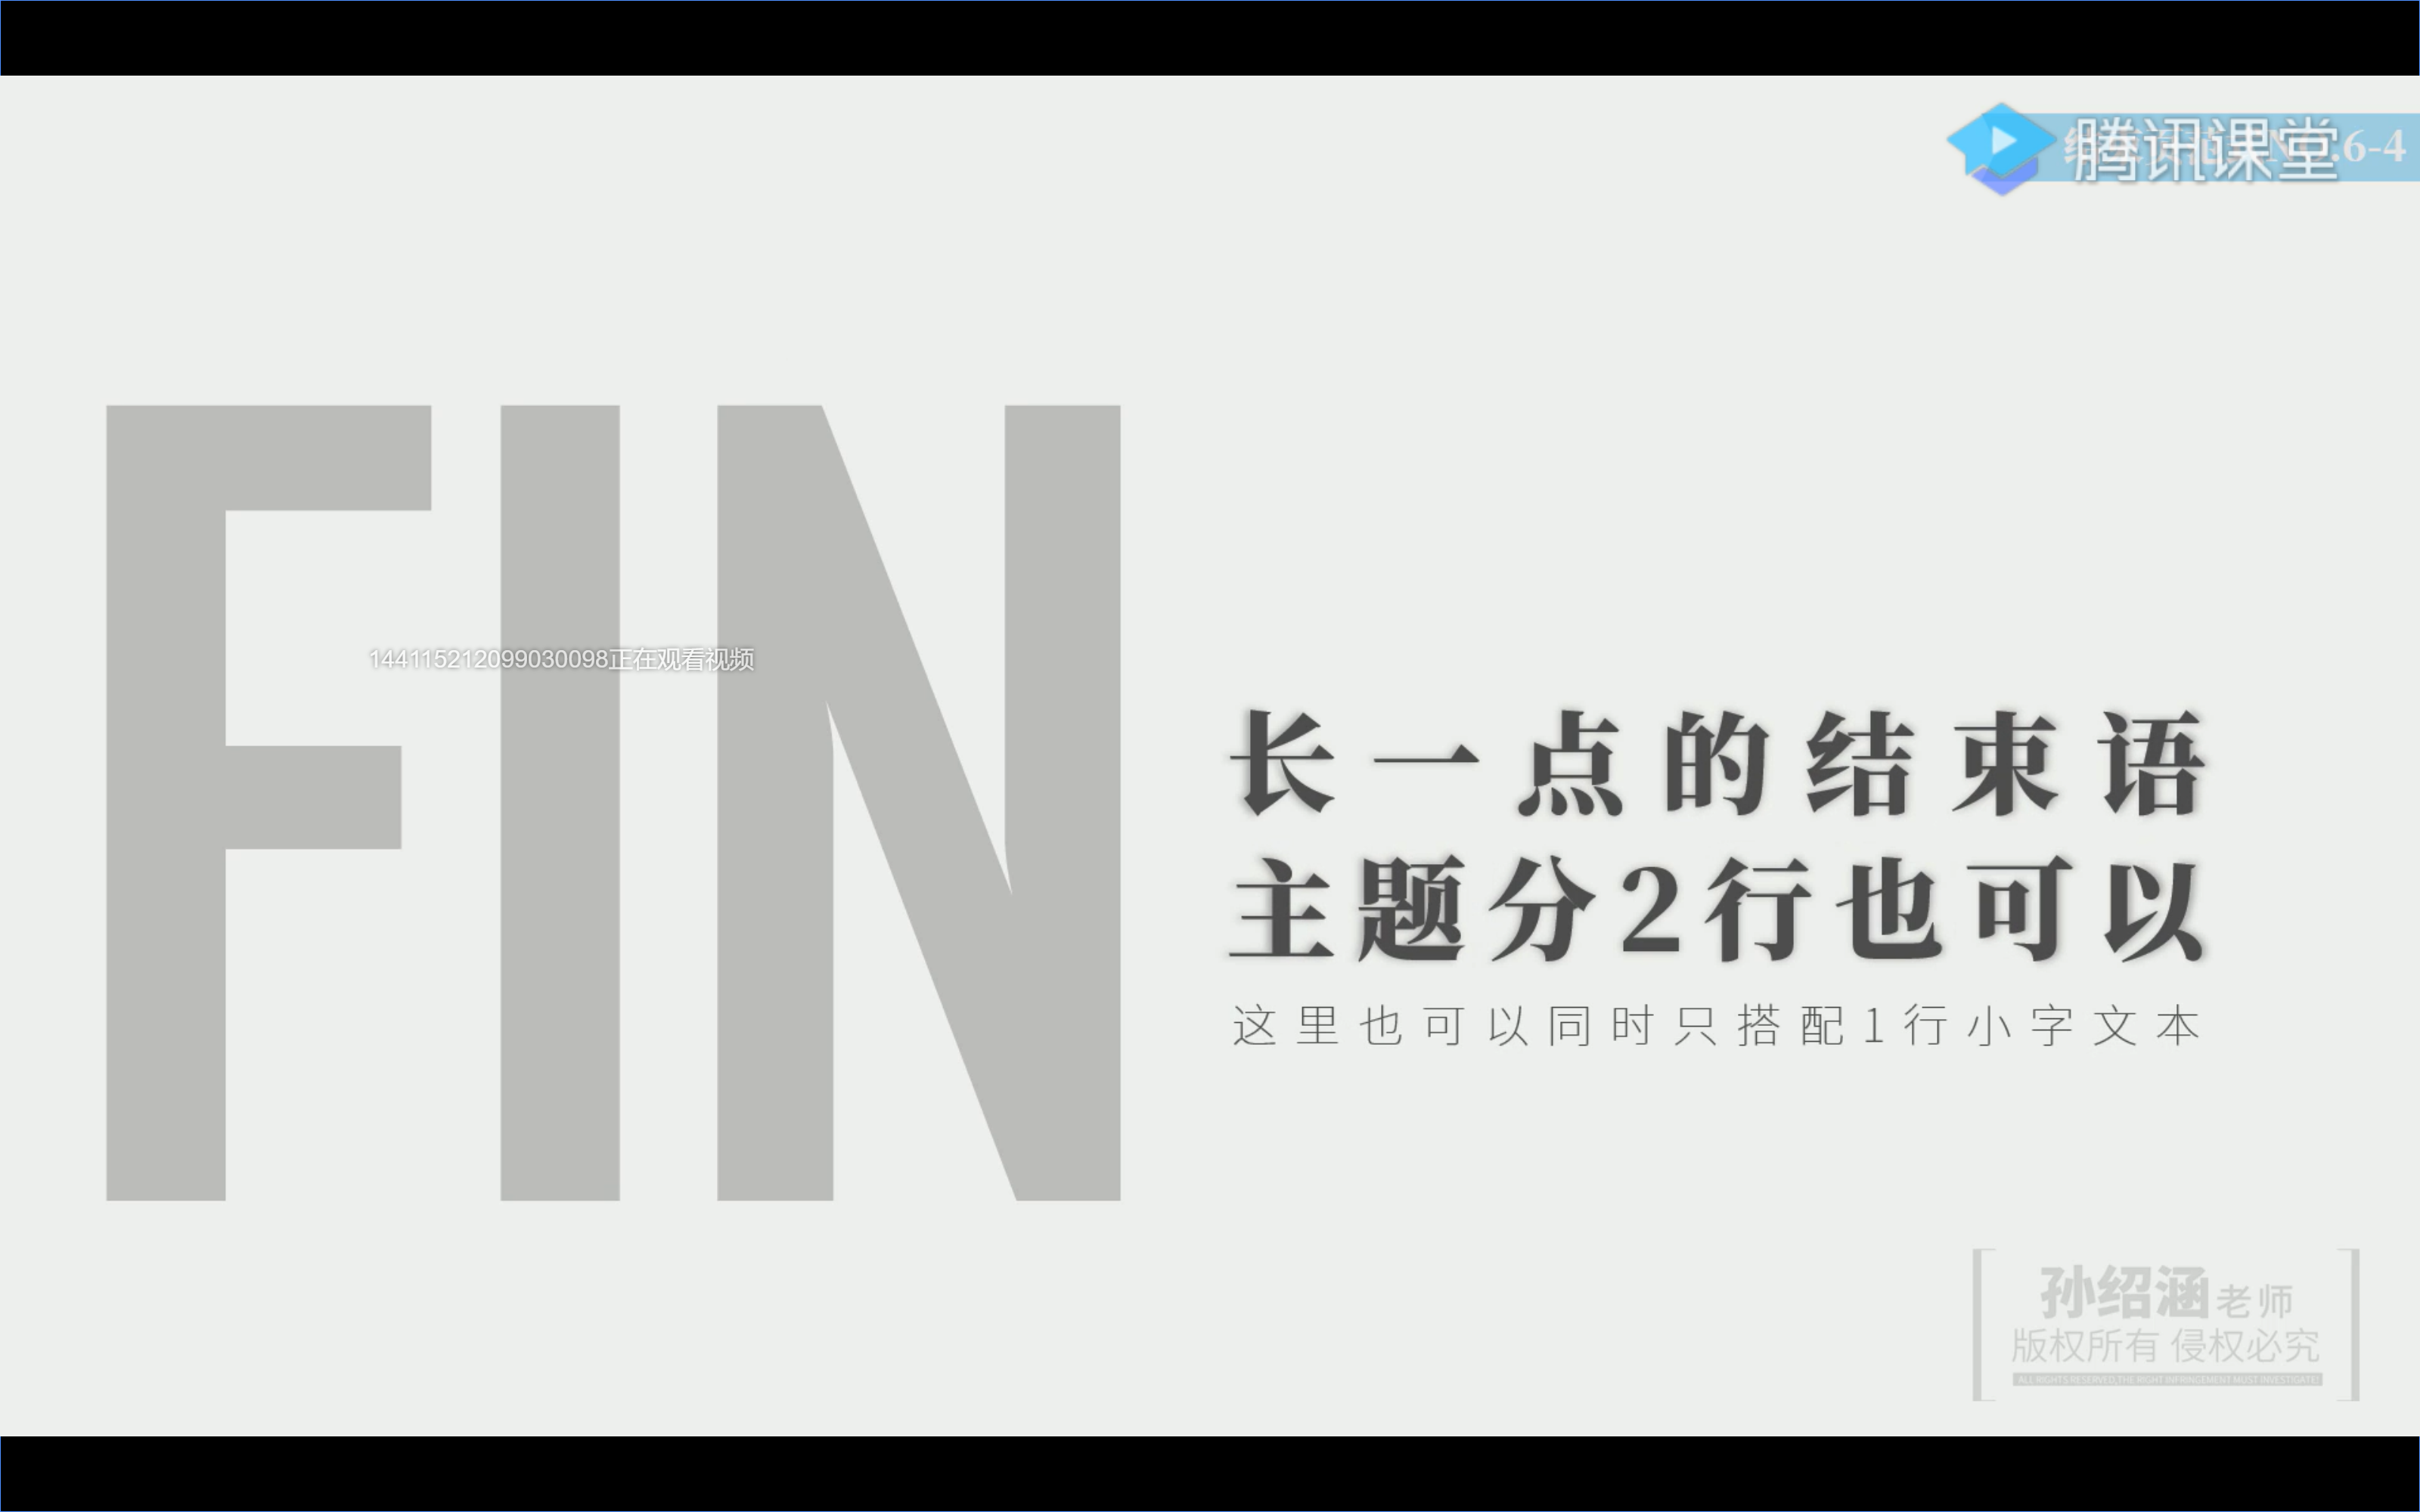 腾讯课堂
.6-4
FIN
144115212099030098正在观看视频
长一点的结束语
主题分2行也可以
这里也可以同时只搭配1行小字文本
孙绍涵老师
版权所有 侵权必究
ALL RIGHTS RESERVED,THE RIGHT INFRINGEMENT MUST INVESTIGATE!